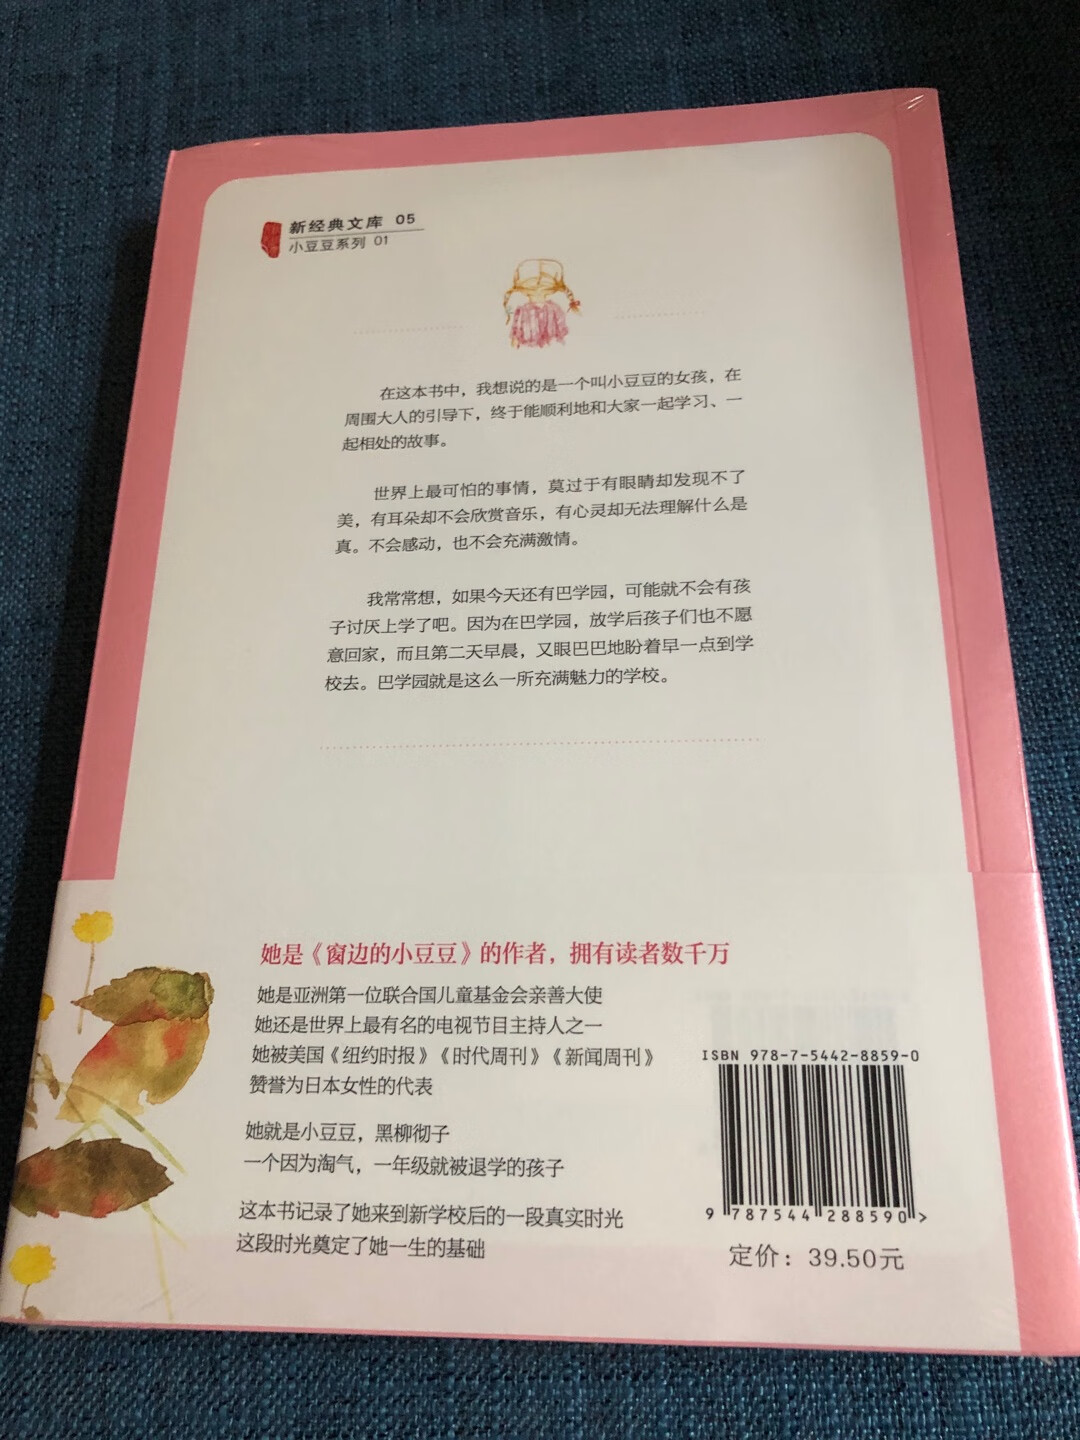 新经典文库 05
小豆豆系列 01
在这本书中，我想说的是一个叫小豆豆的女孩，在
周围大人的引导下，终于能顺利地和大家一起学习、一
起相处的故事。
世界上最可怕的事情，莫过于有眼睛却发现不了
美，有耳朵却不会欣赏音乐，有心灵却无法理解什么是
真。不会感动，也不会充满激情。
我常常想，如果今天还有巴学园，可能就不会有孩
子讨厌上学了吧。因为在巴学园，放学后孩子们也不愿
意回家，而且第二天早晨，又眼巴巴地盼着早一点到学
校去。巴学园就是这么一所充满魅力的学校。
她是《窗边的小豆豆》的作者，拥有读者数千万
她是亚洲第一位联合国儿童基金会亲善大使
她还是世界上最有名的电视节目主持人之一
她被美国《纽约时报》《时代周刊》《新闻周刊》
赞誉为日本女性的代表
她就是小豆豆，黑柳彻子
一个因为淘气，一年级就被退学的孩子
这本书记录了她来到新学校后的一段真实时光
这段时光奠定了她一生的基础
ISBN 978-7-5442-8859-0
9 787544 288590 >
定价：39.50元